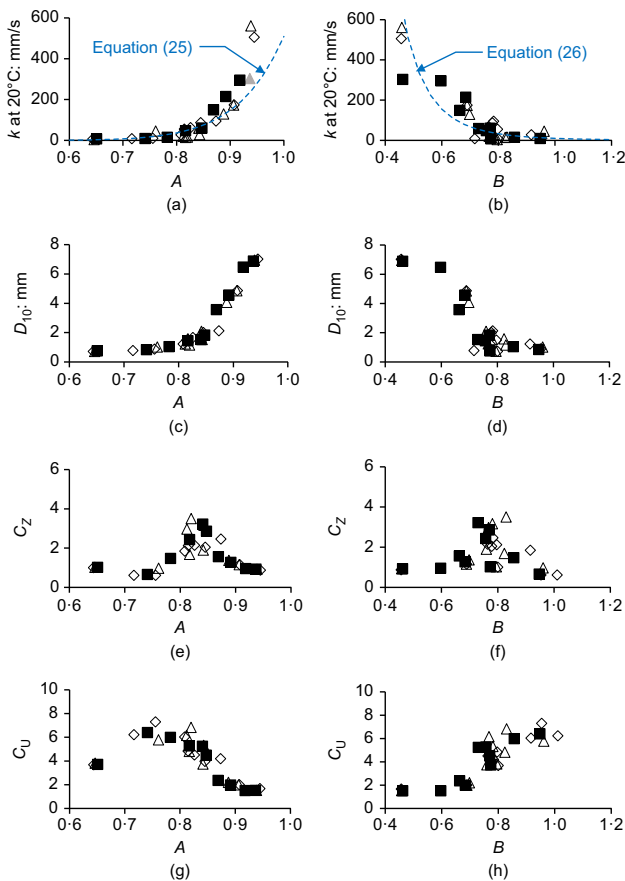 k at 20°C: mm/s
600
400
200
0
0·6 0·7 0·8 0·9 1·0
Equation (25)
A
(a)
k at 20°C: mm/s
600
400
200
0
0·4 0·6 0·8 1·0 1·2
Equation (26)
B
(b)
D10: mm
8
6
4
2
0
0·6 0·7 0·8 0·9 1·0
A
(c)
D10: mm
8
6
4
2
0
0·4 0·6 0·8 1·0 1·2
B
(d)
CZ
6
4
2
0
0·6 0·7 0·8 0·9 1·0
A
(e)
CZ
6
4
2
0
0·4 0·6 0·8 1·0 1·2
B
(f)
CU
10
8
6
4
2
0
0·6 0·7 0·8 0·9 1·0
A
(g)
CU
10
8
6
4
2
0
0·4 0·6 0·8 1·0 1·2
B
(h)